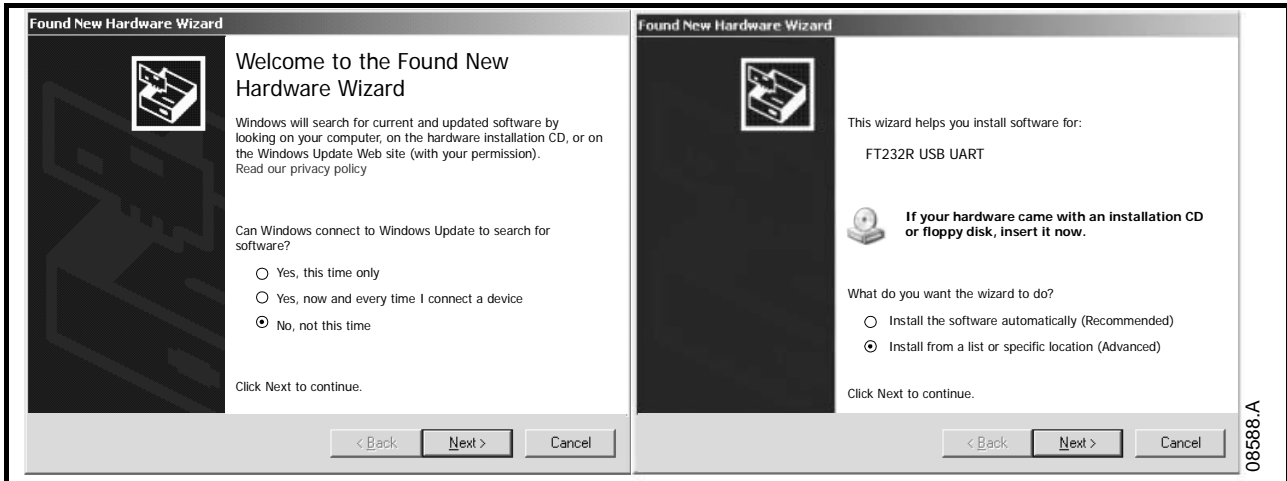 Found New Hardware Wizard
Welcome to the Found New
Hardware Wizard
Windows will search for current and updated software by
looking on your computer, on the hardware installation CD, or on
the Windows Update Web site (with your permission).
Read our privacy policy
Can Windows connect to Windows Update to search for
software?
Yes, this time only
Yes, now and every time I connect a device
No, not this time
Click Next to continue.
< Back
Next >
Cancel
Found New Hardware Wizard
This wizard helps you install software for:
FT232R USB UART
If your hardware came with an installation CD
or floppy disk, insert it now.
What do you want the wizard to do?
Install the software automatically (Recommended)
Install from a list or specific location (Advanced)
Click Next to continue.
< Back
Next >
Cancel
08588.A